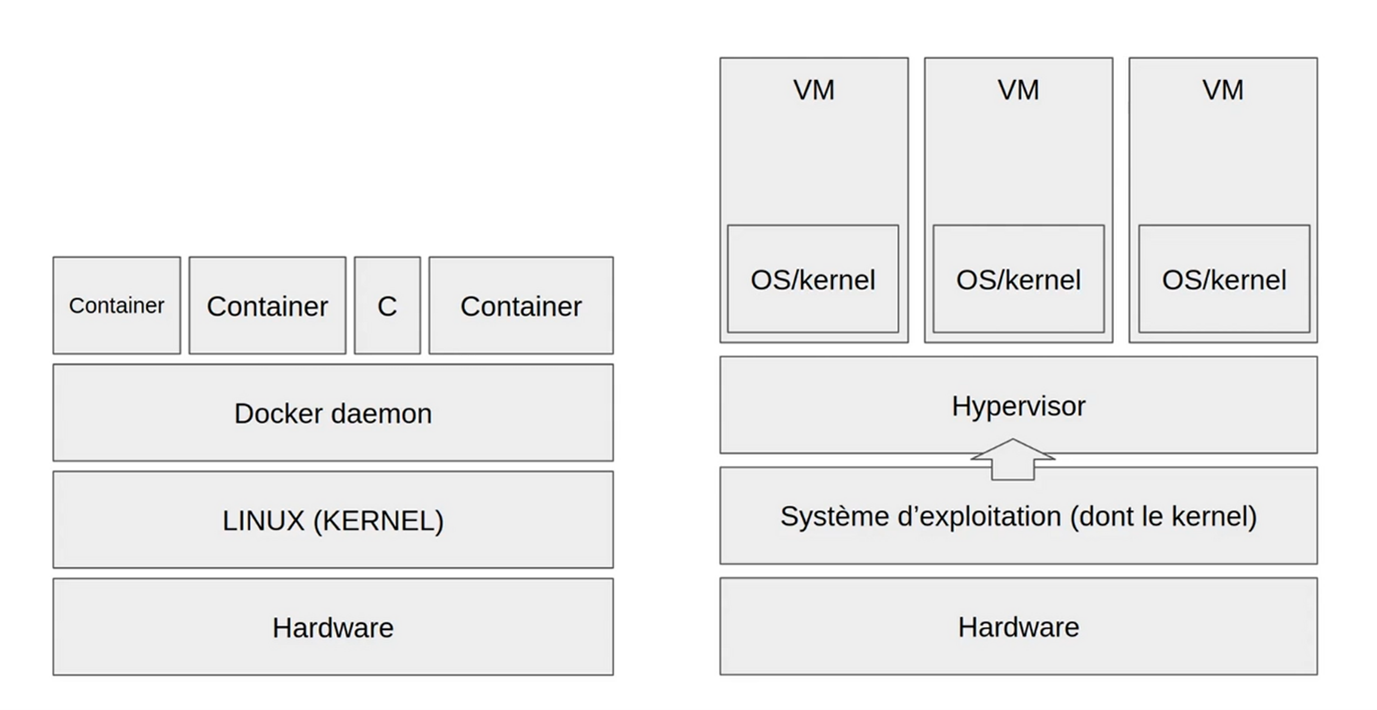 Container
Container
C
Container
Docker daemon
LINUX (KERNEL)
Hardware
VM
VM
VM
OS/kernel
OS/kernel
OS/kernel
Hypervisor
Système d’exploitation (dont le kernel)
Hardware